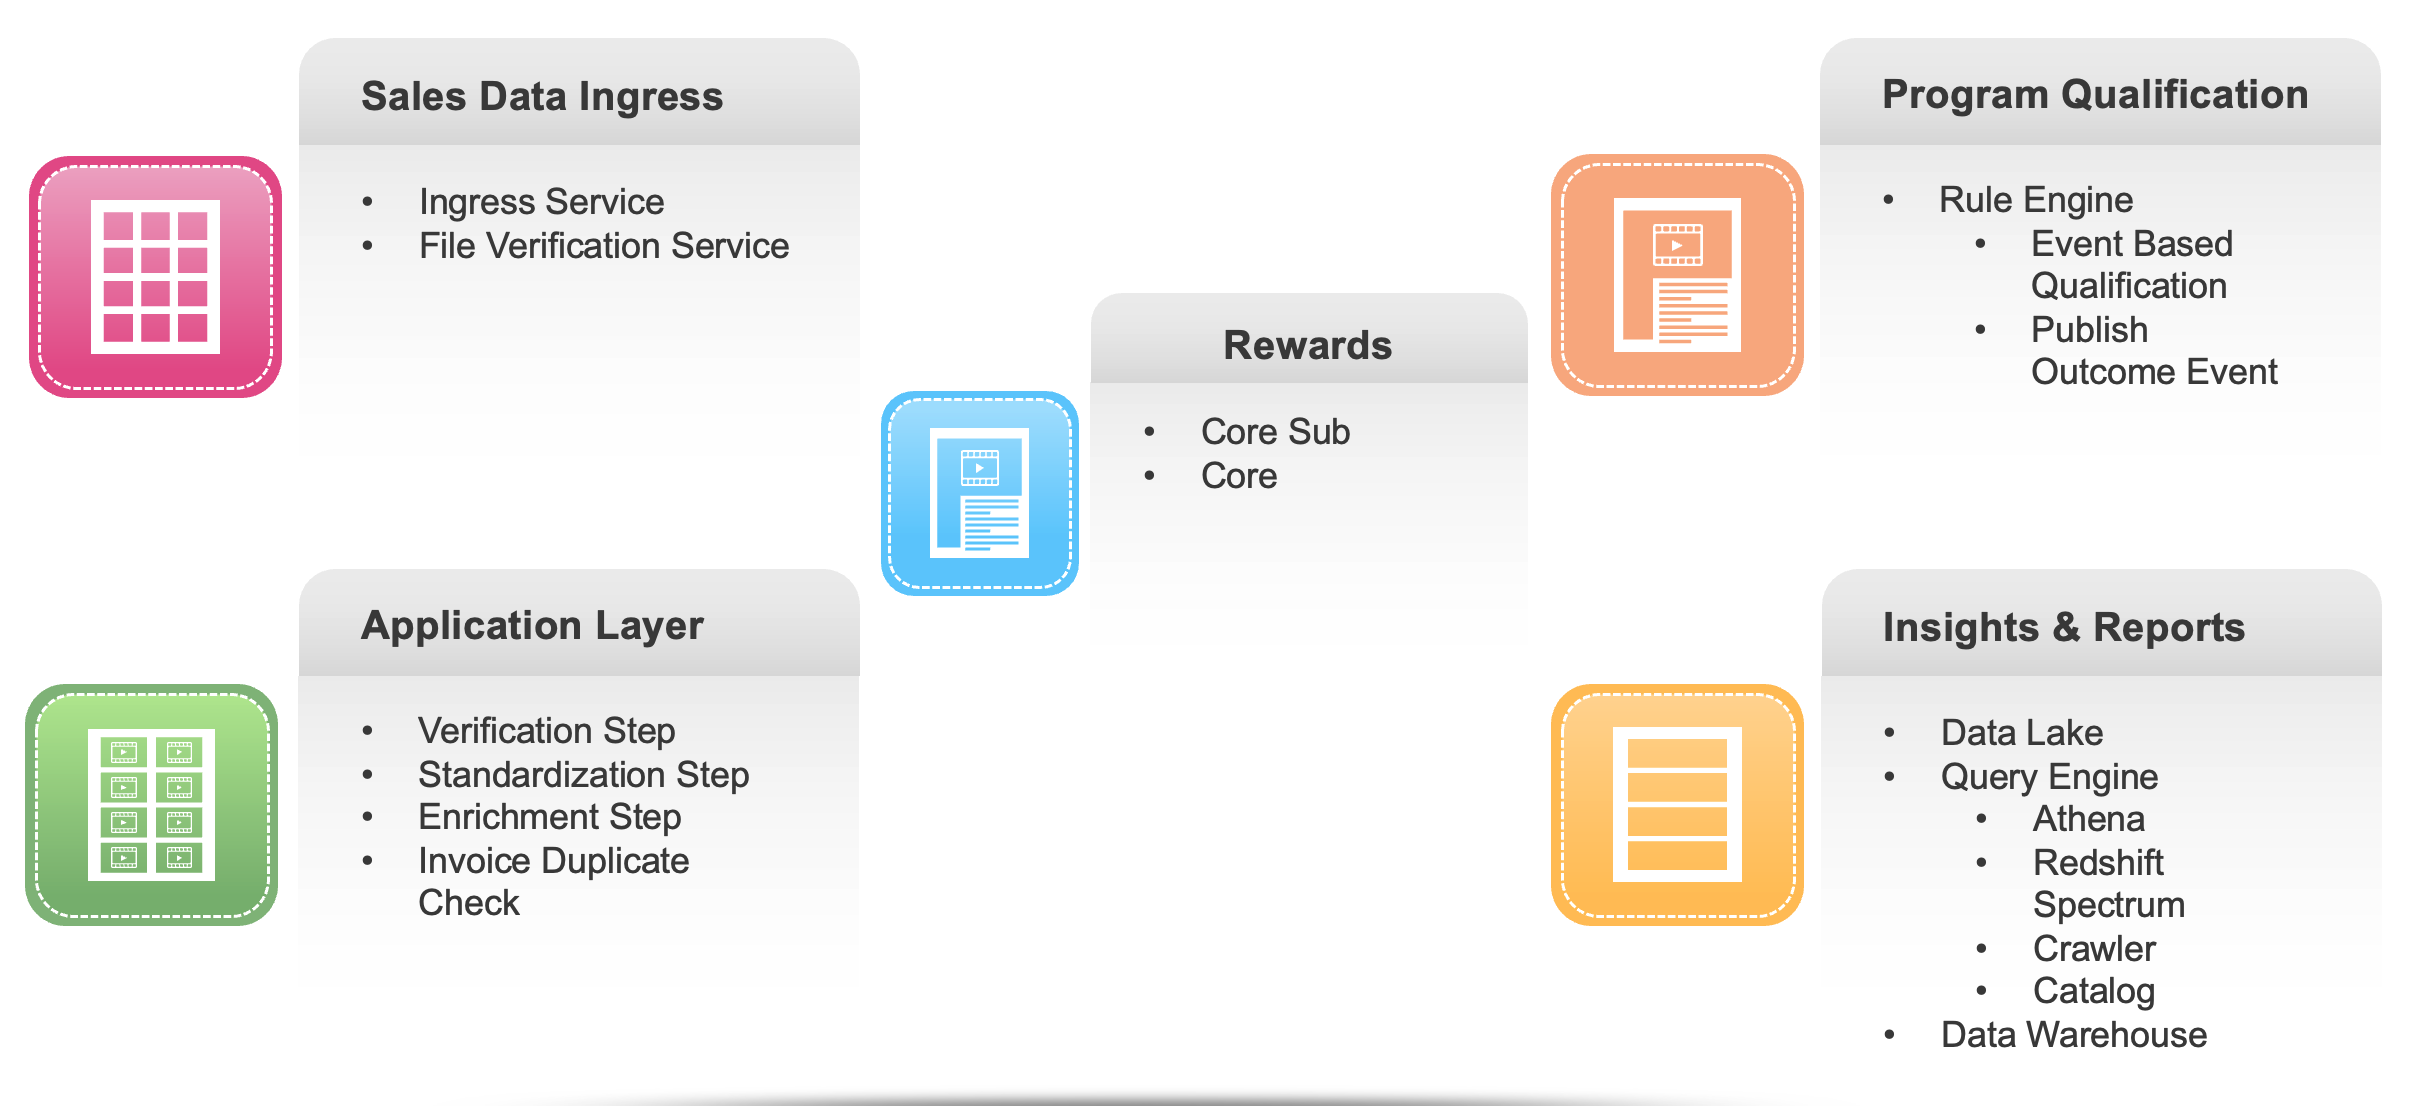 Sales Data Ingress
• Ingress Service
• File Verification Service
Application Layer
• Verification Step
• Standardization Step
• Enrichment Step
• Invoice Duplicate
Check
Rewards
• Core Sub
• Core
Program Qualification
• Rule Engine
• Event Based
Qualification
• Publish
Outcome Event
Insights & Reports
• Data Lake
• Query Engine
• Athena
• Redshift
Spectrum
• Crawler
• Catalog
• Data Warehouse